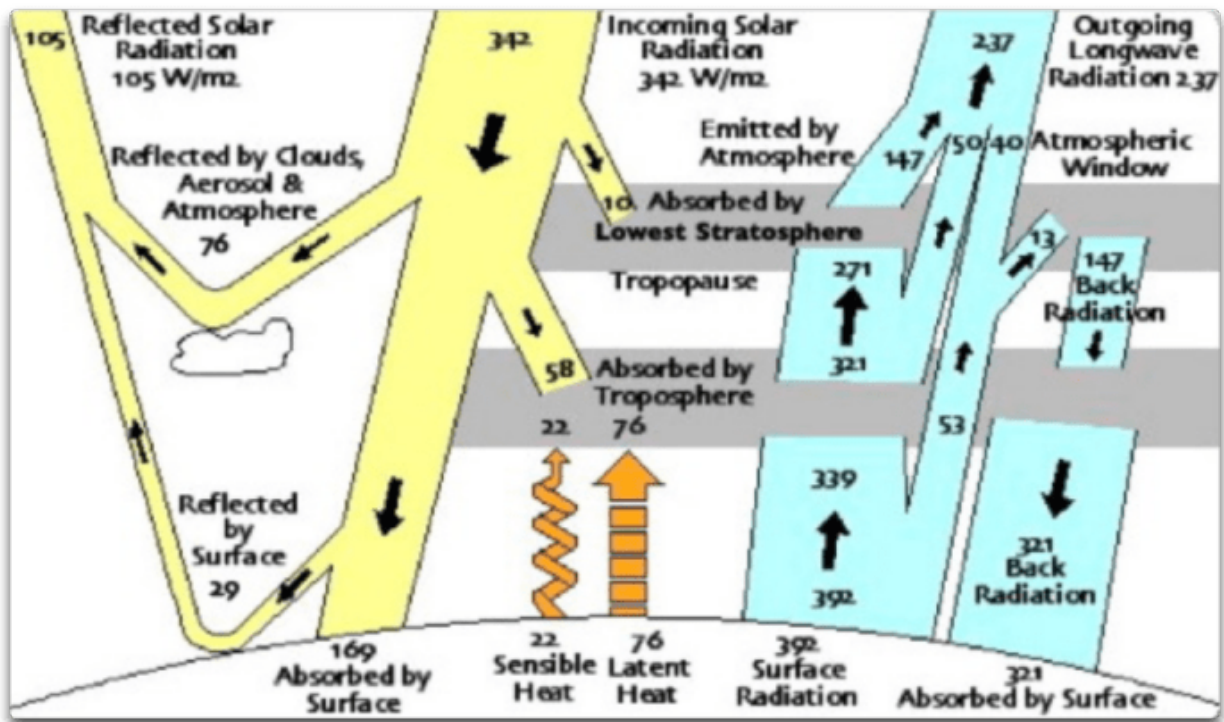 105
Reflected Solar
Radiation
105 W/m2
342
Incoming Solar
Radiation
342 W/m2
237
Outgoing
Longwave
Radiation 237
Reflected by Clouds,
Aerosol &
Atmosphere
76
Emitted by
Atmosphere
147
50
40
Atmospheric
Window
10. Absorbed by
Lowest Stratosphere
Tropopause
271
321
13
147
Back
Radiation
58
Absorbed by
Troposphere
22
76
53
339
392
Reflected
by
Surface
29
321
Back
Radiation
169
Absorbed by
Surface
22
Sensible
Heat
76
Latent
Heat
392
Surface
Radiation
321
Absorbed by Surface